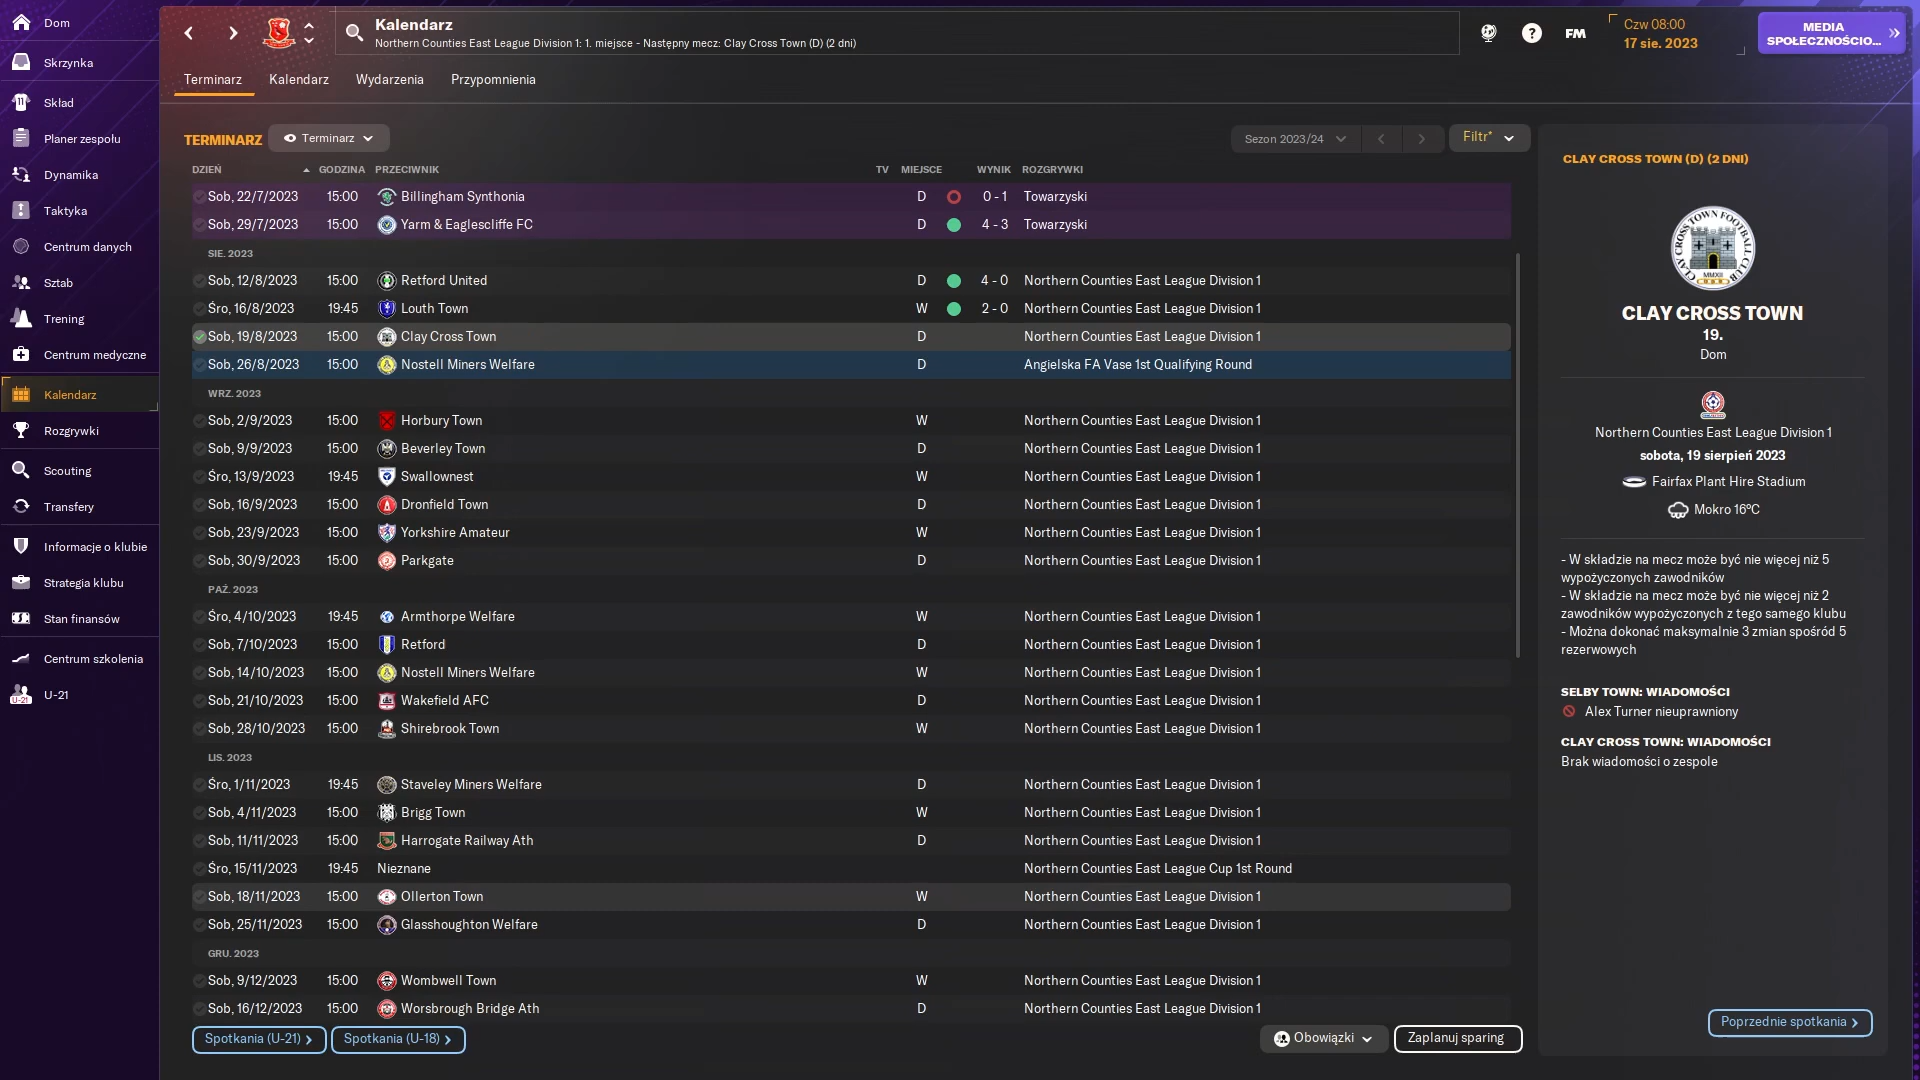 Dom
Skrzynka
Skład
Planer zespołu
Dynamika
Taktyka
Centrum danych
Sztab
Trening
Centrum medyczne
Kalendarz
Rozgrywki
Scouting
Transfery
Informacje o klubie
Strategia klubu
Stan finansów
Centrum szkolenia
U-21
Kalendarz
Northern Counties East League Division 1: 1. miejsce - Następny mecz: Clay Cross Town (D) (2 dni)
FM
Czw 08:00
17 sie. 2023
MEDIA
SPOŁECZNOŚCIO...
Terminarz Kalendarz Wydarzenia Przypomnienia
TERMINARZ Terminarz Sezon 2023/24 Filtr*
DZIEŃ GODZINA PRZECIWNIK TV MIEJSCE WYNIK ROZGRYWKI
Sob, 22/7/2023 15:00 Billingham Synthonia D 0 - 1 Towarzyski
Sob, 29/7/2023 15:00 Yarm & Eaglescliffe FC D 4 - 3 Towarzyski
SIE. 2023
Sob, 12/8/2023 15:00 Retford United D 4 - 0 Northern Counties East League Division 1
Śro, 16/8/2023 19:45 Louth Town W 2 - 0 Northern Counties East League Division 1
Sob, 19/8/2023 15:00 Clay Cross Town D Northern Counties East League Division 1
Sob, 26/8/2023 15:00 Nostell Miners Welfare D Angielska FA Vase 1st Qualifying Round
WRZ. 2023
Sob, 2/9/2023 15:00 Horbury Town W Northern Counties East League Division 1
Sob, 9/9/2023 15:00 Beverley Town D Northern Counties East League Division 1
Śro, 13/9/2023 19:45 Swallownest W Northern Counties East League Division 1
Sob, 16/9/2023 15:00 Dronfield Town D Northern Counties East League Division 1
Sob, 23/9/2023 15:00 Yorkshire Amateur W Northern Counties East League Division 1
Sob, 30/9/2023 15:00 Parkgate D Northern Counties East League Division 1
PAŹ. 2023
Śro, 4/10/2023 19:45 Armthorpe Welfare W Northern Counties East League Division 1
Sob, 7/10/2023 15:00 Retford D Northern Counties East League Division 1
Sob, 14/10/2023 15:00 Nostell Miners Welfare W Northern Counties East League Division 1
Sob, 21/10/2023 15:00 Wakefield AFC D Northern Counties East League Division 1
Sob, 28/10/2023 15:00 Shirebrook Town W Northern Counties East League Division 1
LIS. 2023
Śro, 1/11/2023 19:45 Staveley Miners Welfare D Northern Counties East League Division 1
Sob, 4/11/2023 15:00 Brigg Town W Northern Counties East League Division 1
Sob, 11/11/2023 15:00 Harrogate Railway Ath D Northern Counties East League Division 1
Śro, 15/11/2023 19:45 Nieznane Northern Counties East League Cup 1st Round
Sob, 18/11/2023 15:00 Ollerton Town W Northern Counties East League Division 1
Sob, 25/11/2023 15:00 Glasshoughton Welfare D Northern Counties East League Division 1
GRU. 2023
Sob, 9/12/2023 15:00 Wombwell Town W Northern Counties East League Division 1
Sob, 16/12/2023 15:00 Worsbrough Bridge Ath D Northern Counties East League Division 1
Spotkania (U-21) Spotkania (U-18) Obowiązki Zaplanuj sparing
CLAY CROSS TOWN (D) (2 DNI)
CLAY CROSS TOWN FOOTBALL CLUB
MMXII
CLAY CROSS TOWN
19.
Dom
Northern Counties East League Division 1
sobota, 19 sierpień 2023
Fairfax Plant Hire Stadium
Mokro 16°C
- W składzie na mecz może być nie więcej niż 5
wypożyczonych zawodników
- W składzie na mecz może być nie więcej niż 2
zawodników wypożyczonych z tego samego klubu
- Można dokonać maksymalnie 3 zmian spośród 5
rezerwowych
SELBY TOWN: WIADOMOŚCI
Alex Turner nieuprawniony
CLAY CROSS TOWN: WIADOMOŚCI
Brak wiadomości o zespole
Poprzednie spotkania